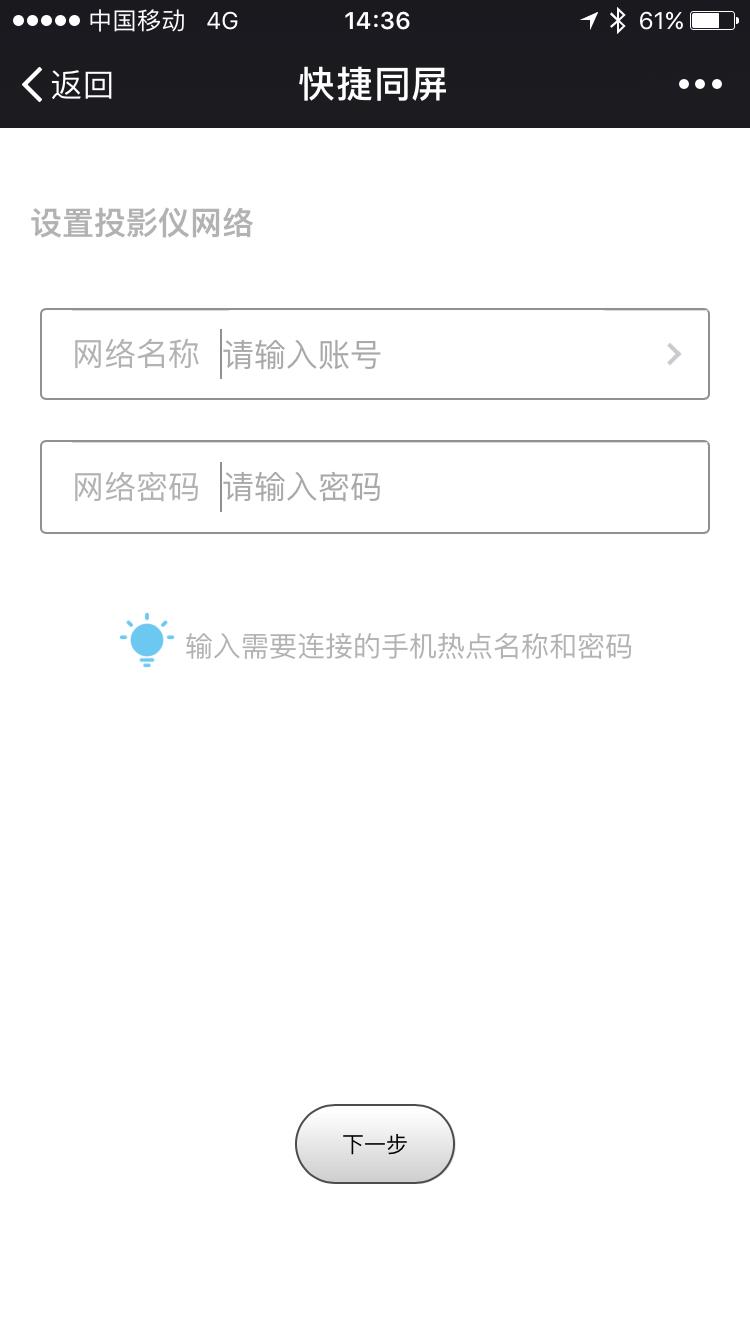 中国移动 4G 14:36 61%
返回 快捷同屏
设置投影仪网络
网络名称 请输入账号
网络密码 请输入密码
输入需要连接的手机热点名称和密码
下一步